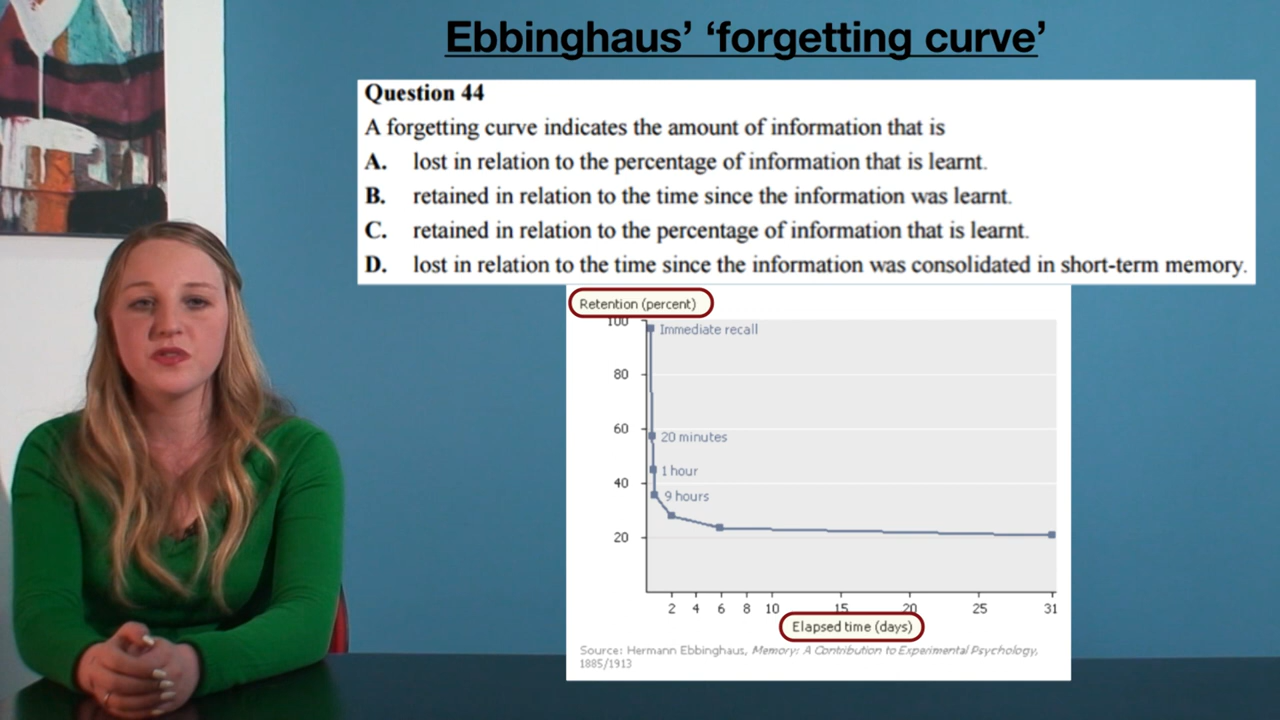 Ebbinghaus’ ‘forgetting curve’
Question 44
A forgetting curve indicates the amount of information that is
A. lost in relation to the percentage of information that is learnt.
B. retained in relation to the time since the information was learnt.
C. retained in relation to the percentage of information that is learnt.
D. lost in relation to the time since the information was consolidated in short-term memory.
Retention (percent)
100
Immediate recall
80
60
20 minutes
1 hour
40
9 hours
20
2 4 6 8 10 15 20 25 31
Elapsed time (days)
Source: Hermann Ebbinghaus, Memory: A Contribution to Experimental Psychology,
1885/1913